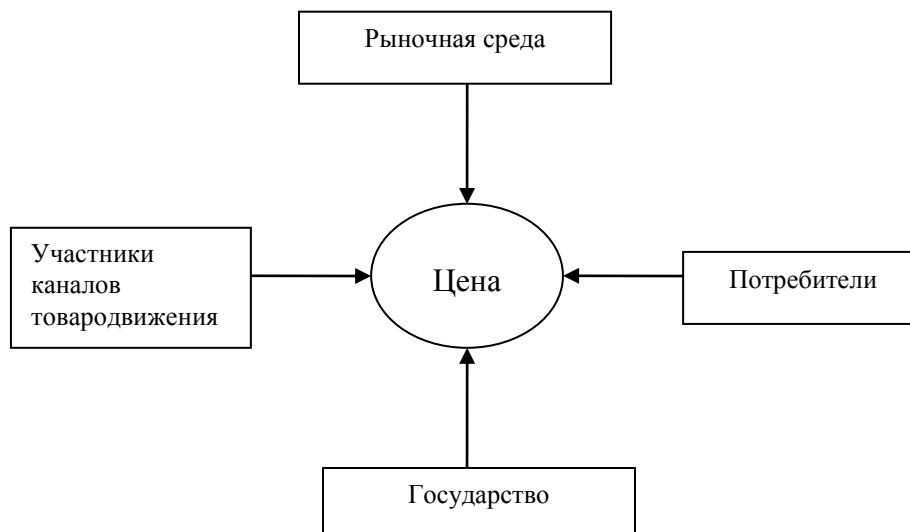 Рыночная среда
Участники
каналов
товародвижения
Цена
Потребители
Государство